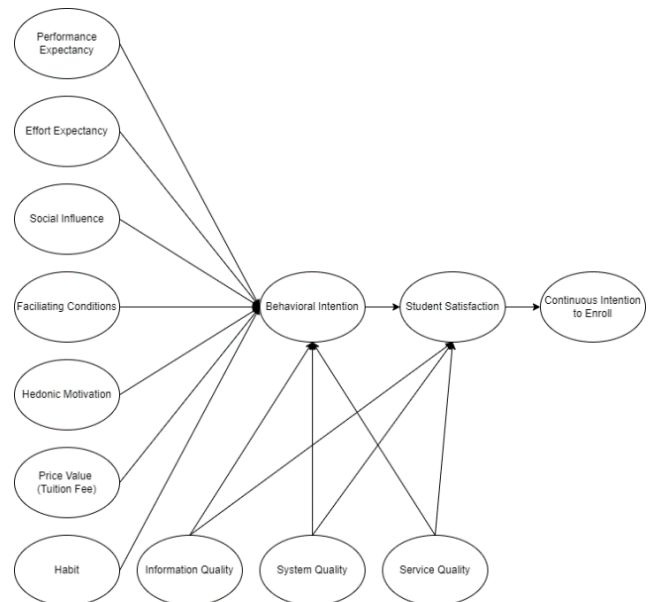 Performance
Expectancy
Effort Expectancy
Social Influence
Faciliating Conditions
Behavioral Intention
Student Satisfaction
Continuous Intention
to Enroll
Hedonic Motivation
Price Value
(Tuition Fee)
Habit
Information Quality
System Quality
Service Quality